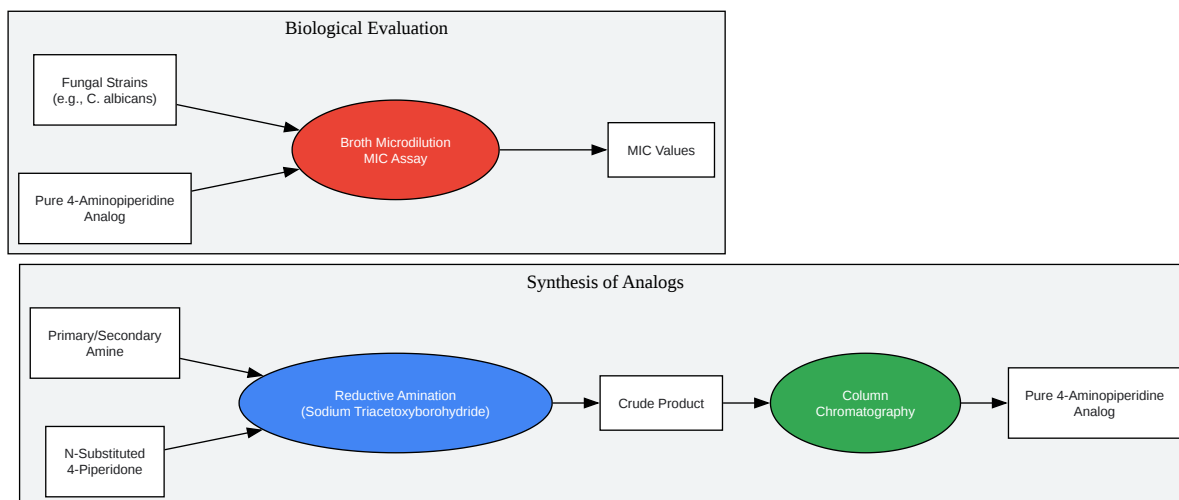 Biological Evaluation
Fungal Strains
(e.g., C. albicans)
Broth Microdilution
MIC Assay
MIC Values
Pure 4-Aminopiperidine
Analog
Synthesis of Analogs
Primary/Secondary
Amine
Reductive Amination
(Sodium Triacetoxyborohydride)
Crude Product
Column
Chromatography
Pure 4-Aminopiperidine
Analog
N-Substituted
4-Piperidone